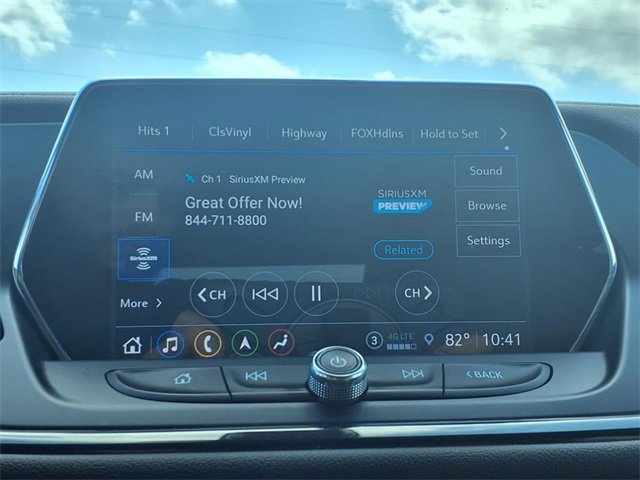 Hits 1 ClsVinyl Highway FOXHdlns Hold to Set
AM Ch 1 SiriusXM Preview Sound
Great Offer Now! SIRIUSXM
FM 844-711-8800 PREVIEW Browse
SiriusXM Related Settings
More CH CH
3 4G LTE 82° 10:41
BACK